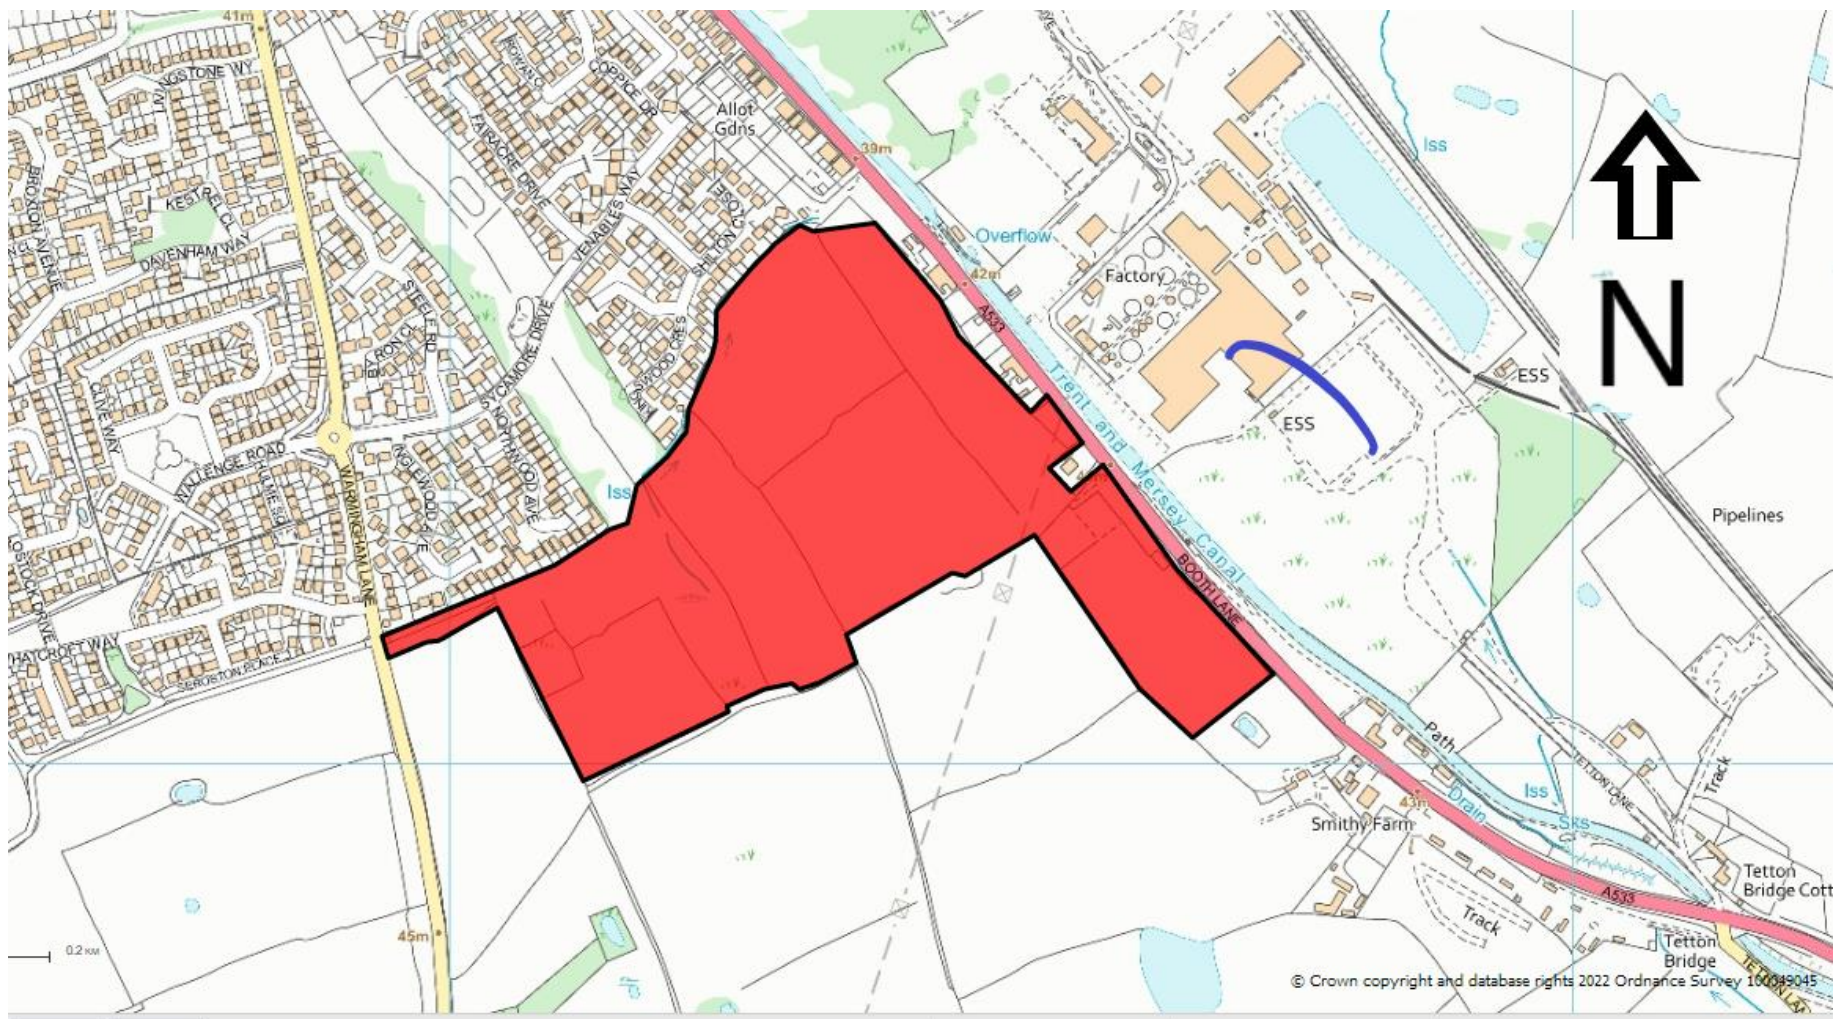 41m
LIVINGSTONE WY
ROWAN CL
COPPICE DR
Allot
Gdns
39m
Iss
FAIRACRE DRIVE
BROXTON AVENUE
KESTREL CL
DAVENHAM WAY
VENABLES WAY
SHILTON CLOSE
Overflow
42m
Factory
A533
N
STEELE RD
BYRON CL
SYCAMORE DRIVE
Trent and Mersey Canal
ESS
CLIVE WAY
WALLENGE ROAD
INGLEWOOD AVE
NORTHWOOD AVE
WARMINGHAM LANE
ESS
Iss
Pipelines
BOOTH LANE
HATCROFT WAY
Path
TETTON LANE
Track
Iss
Drain
43m
Sks
Smithy Farm
Tetton
Bridge Cott
A533
Track
45m
0.2 KM
Tetton
Bridge
TETTON LANE
© Crown copyright and database rights 2022 Ordnance Survey 100049045